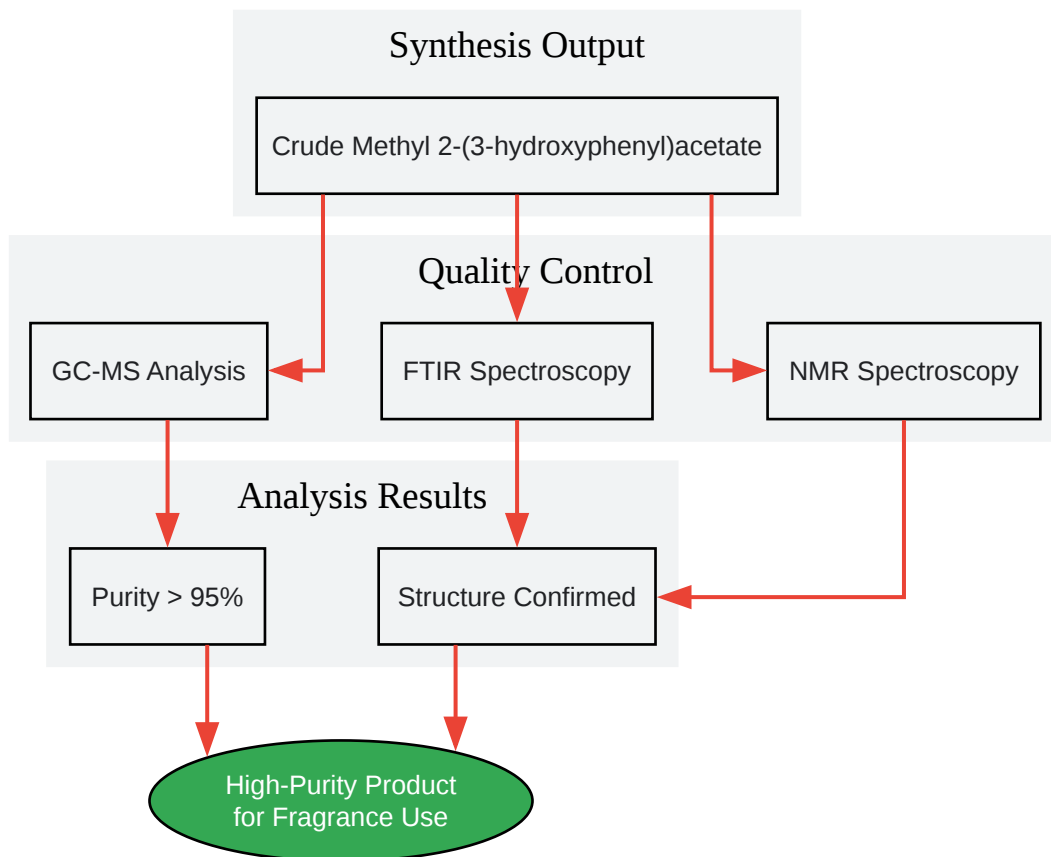 Synthesis Output
Crude Methyl 2-(3-hydroxyphenyl)acetate
Quality Control
GC-MS Analysis
FTIR Spectroscopy
NMR Spectroscopy
Analysis Results
Purity > 95%
Structure Confirmed
High-Purity Product
for Fragrance Use